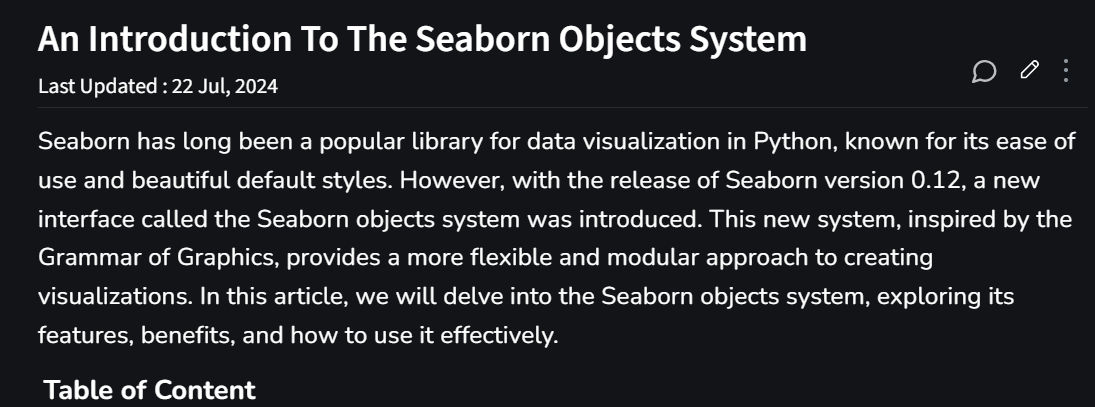 An Introduction To The Seaborn Objects System
Last Updated : 22 Jul, 2024
Seaborn has long been a popular library for data visualization in Python, known for its ease of
use and beautiful default styles. However, with the release of Seaborn version 0.12, a new
interface called the Seaborn objects system was introduced. This new system, inspired by the
Grammar of Graphics, provides a more flexible and modular approach to creating
visualizations. In this article, we will delve into the Seaborn objects system, exploring its
features, benefits, and how to use it effectively.
Table of Content